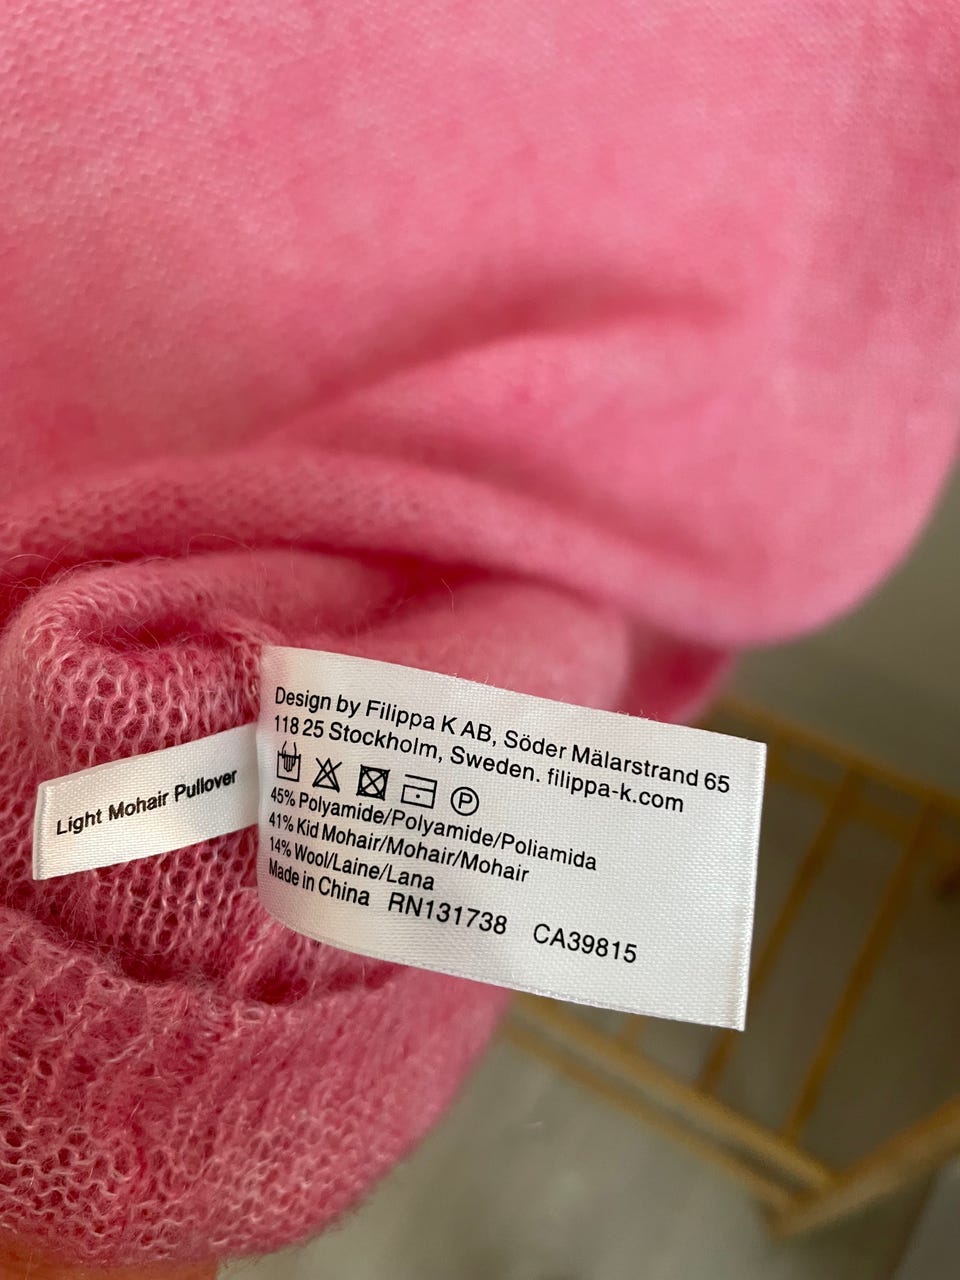 Light Mohair Pullover
Design by Filippa K AB, Söder Mälarstrand 65
118 25 Stockholm, Sweden. filippa-k.com
P
45% Polyamide/Polyamide/Poliamida
41% Kid Mohair/Mohair/Mohair
14% Wool/Laine/Lana
Made in China RN131738 CA39815